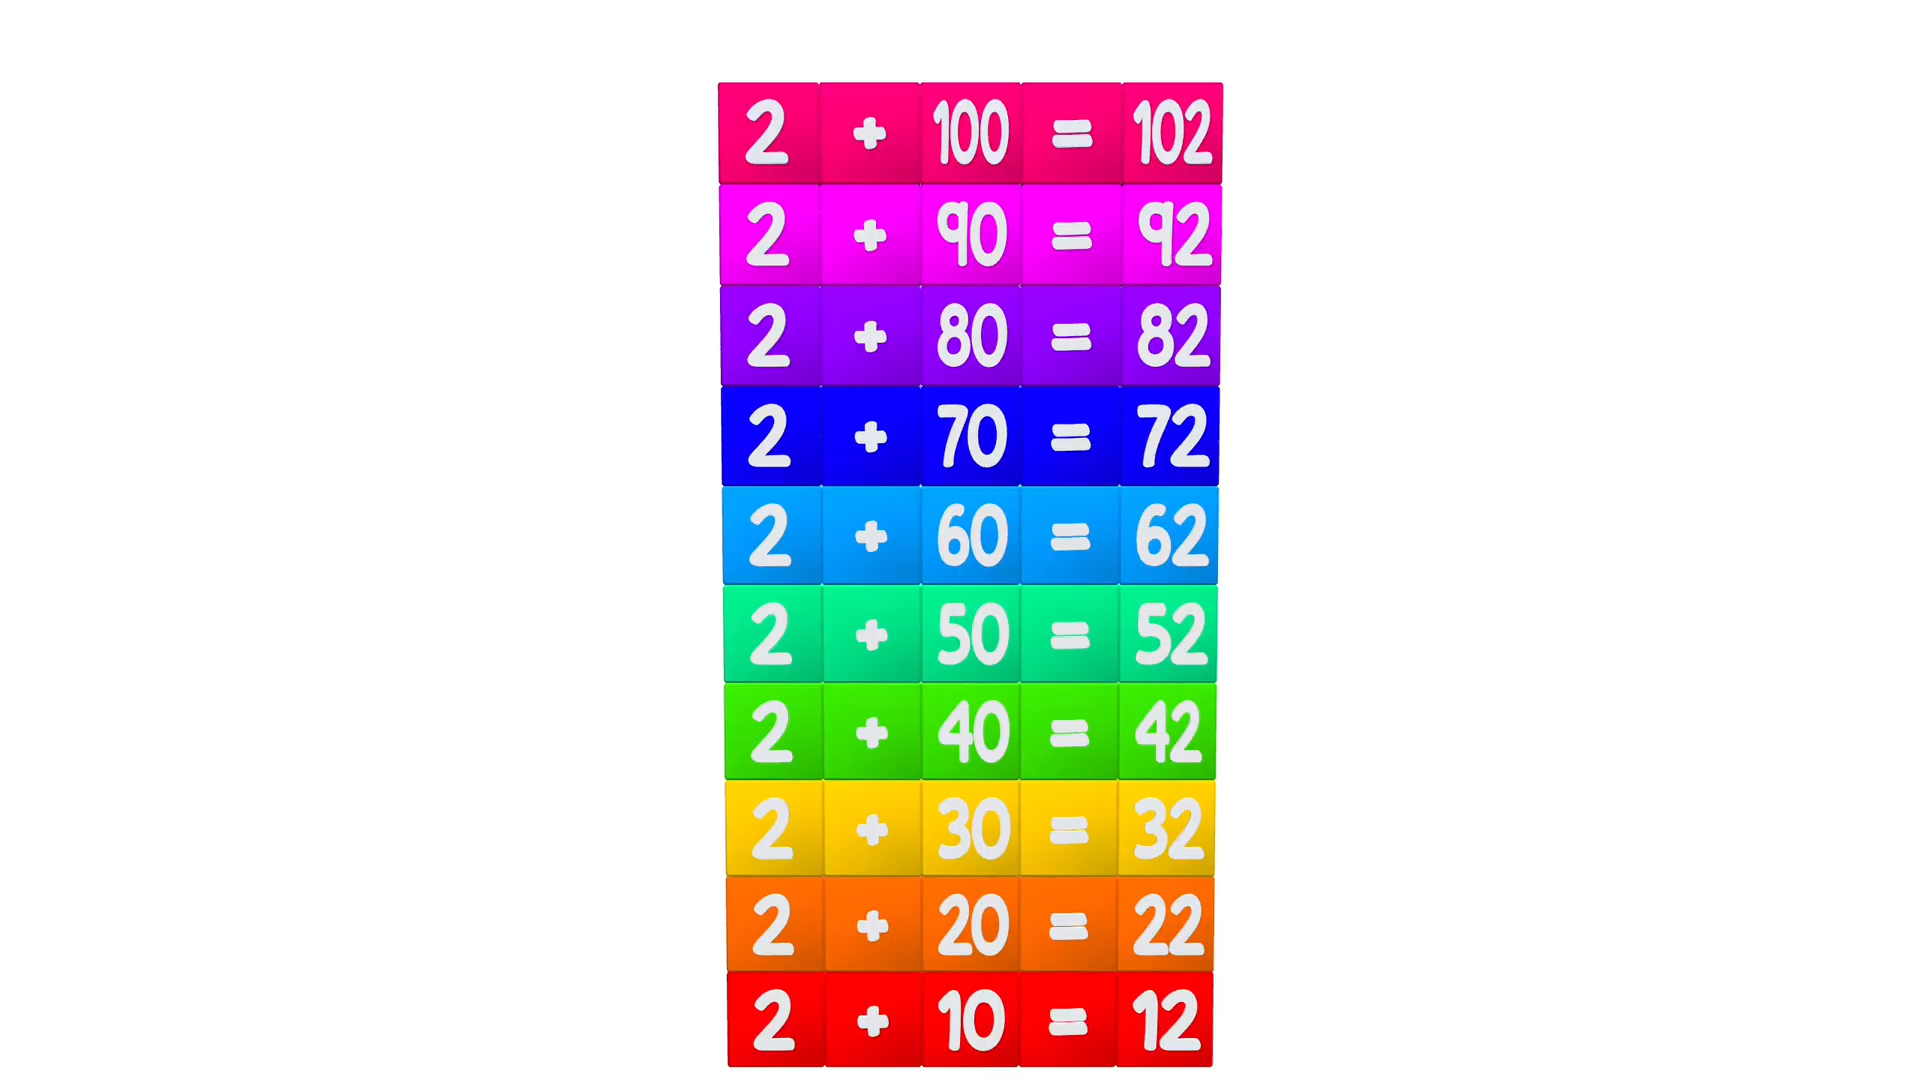 2 + 100 = 102
2 + 90 = 92
2 + 80 = 82
2 + 70 = 72
2 + 60 = 62
2 + 50 = 52
2 + 40 = 42
2 + 30 = 32
2 + 20 = 22
2 + 10 = 12